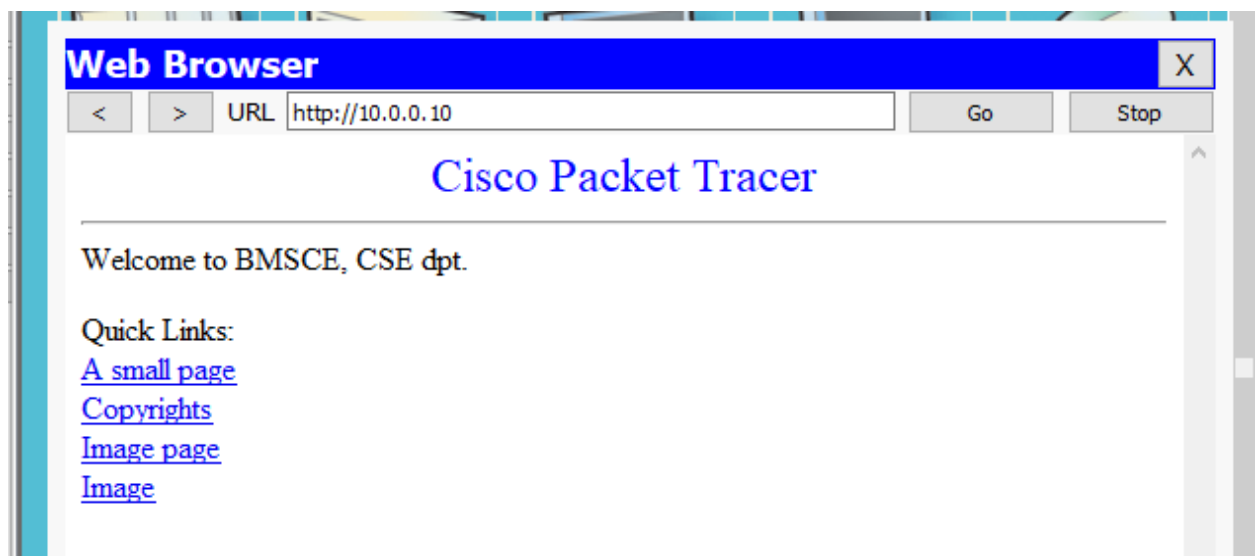 Web Browser X
< > URL http://10.0.0.10 Go Stop
Cisco Packet Tracer
Welcome to BMSCE, CSE dpt.
Quick Links:
A small page
Copyrights
Image page
Image